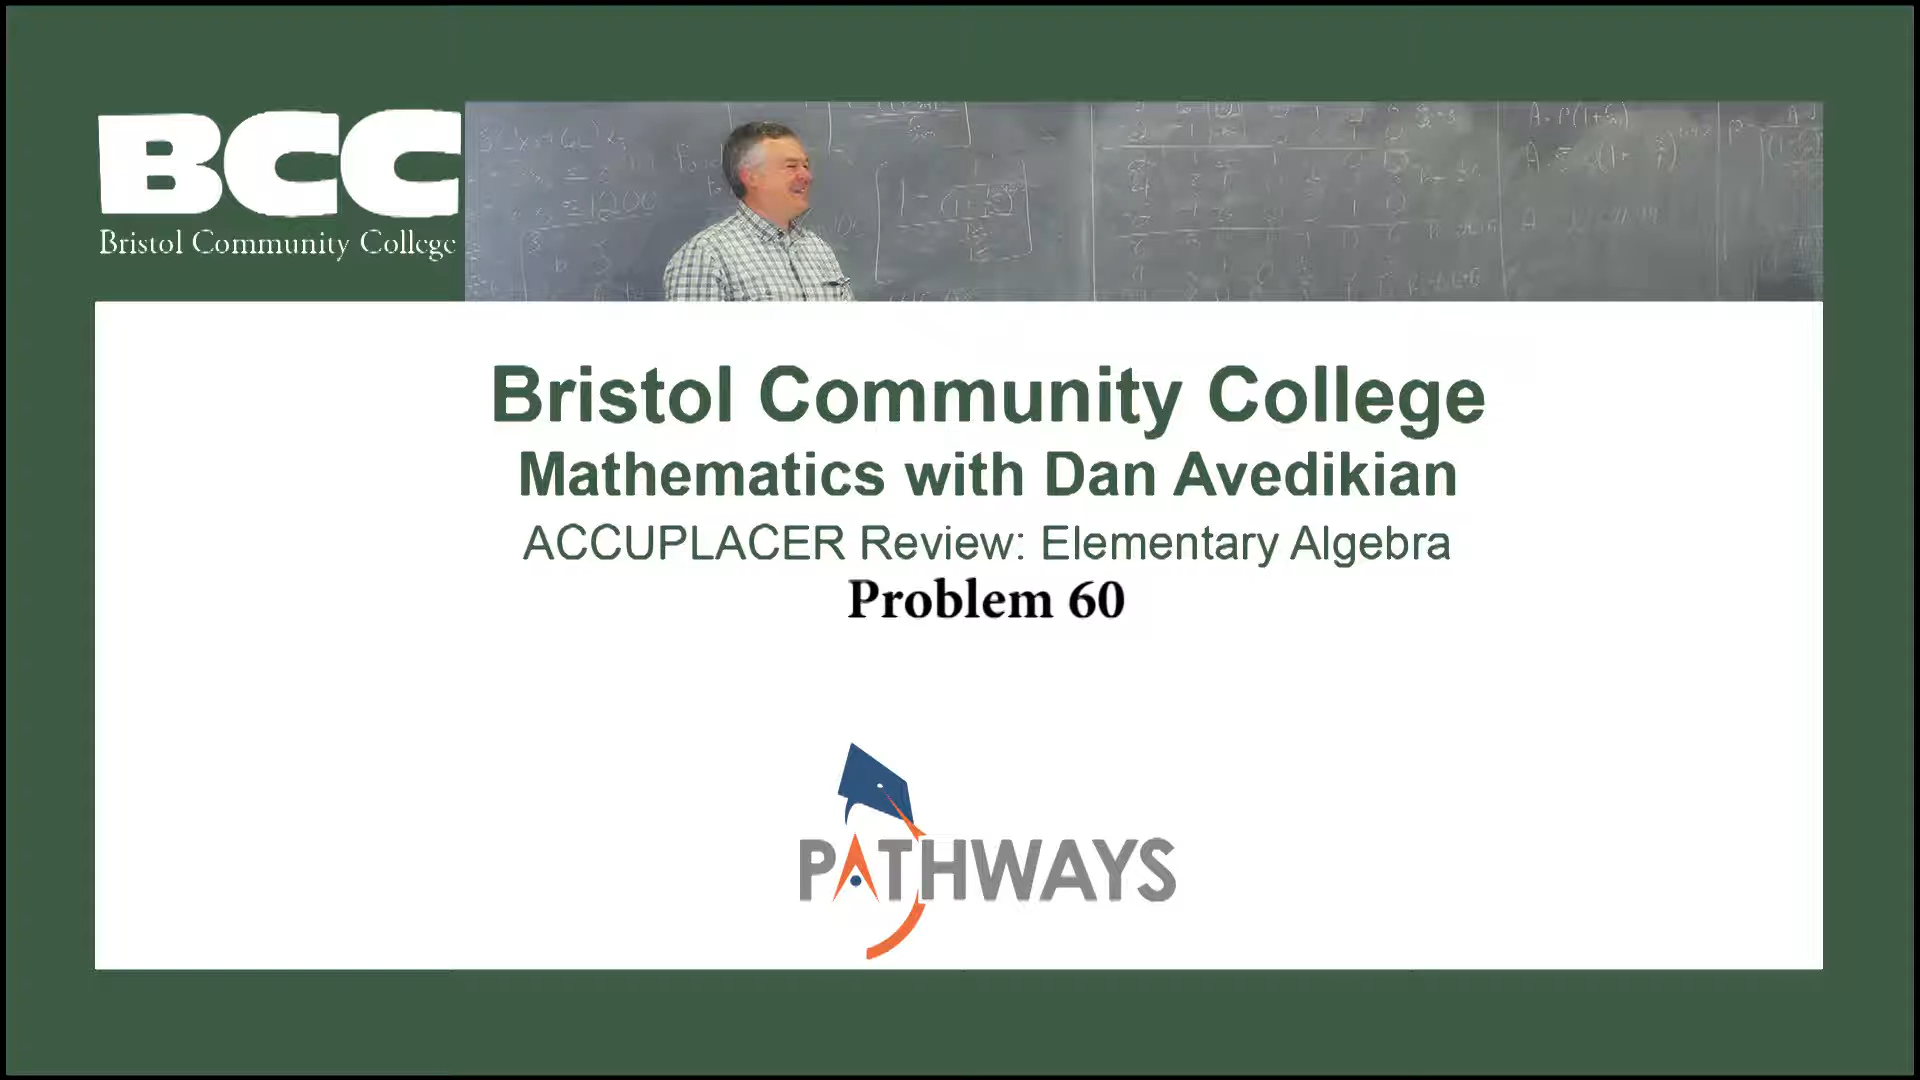 BCC
Bristol Community College
Bristol Community College
Mathematics with Dan Avedikian
ACCUPLACER Review: Elementary Algebra
Problem 60
PATHWAYS